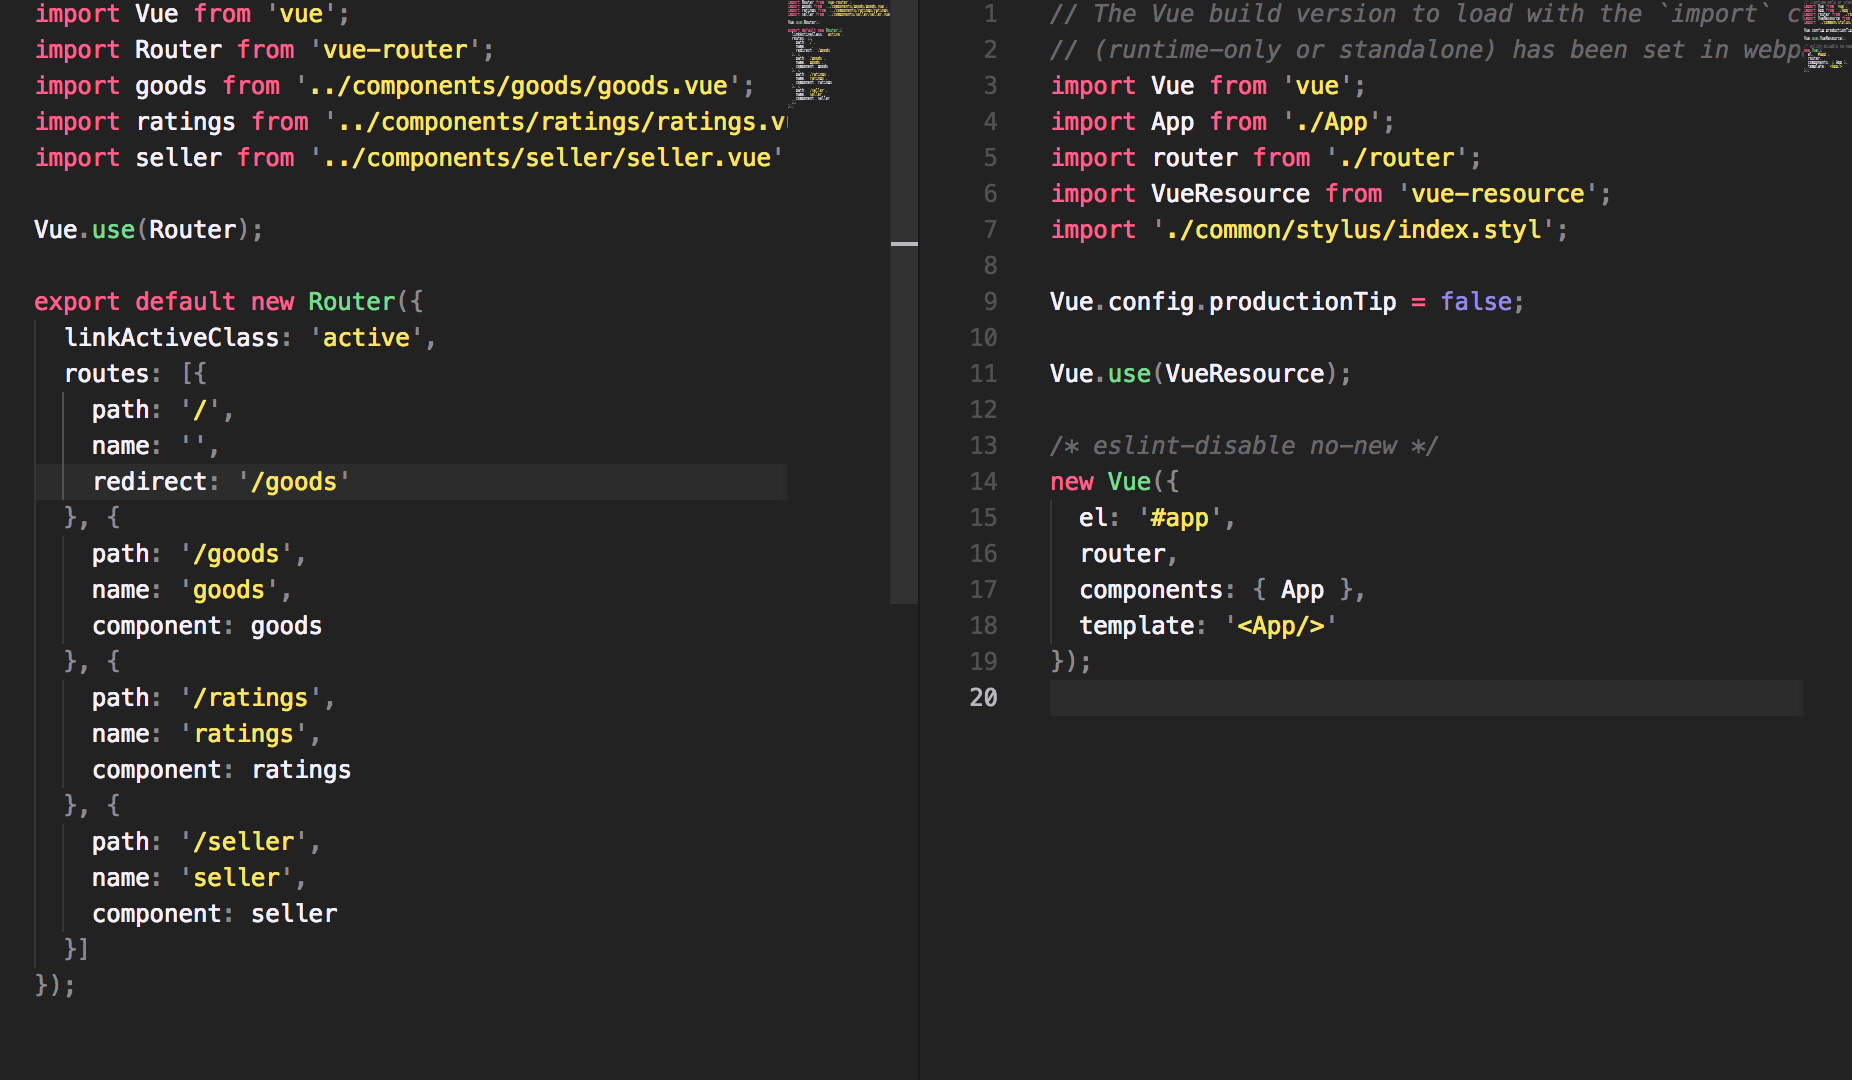 import Vue from 'vue';
import Router from 'vue-router';
import goods from '../components/goods/goods.vue';
import ratings from '../components/ratings/ratings.v
import seller from '../components/seller/seller.vue'
Vue.use(Router);
export default new Router({
  linkActiveClass: 'active',
  routes: [{
    path: '/',
    name: '',
    redirect: '/goods'
  }, {
    path: '/goods',
    name: 'goods',
    component: goods
  }, {
    path: '/ratings',
    name: 'ratings',
    component: ratings
  }, {
    path: '/seller',
    name: 'seller',
    component: seller
  }]
});
1 // The Vue build version to load with the `import` c
2 // (runtime-only or standalone) has been set in webp
3 import Vue from 'vue';
4 import App from './App';
5 import router from './router';
6 import VueResource from 'vue-resource';
7 import './common/stylus/index.styl';
8
9 Vue.config.productionTip = false;
10
11 Vue.use(VueResource);
12
13 /* eslint-disable no-new */
14 new Vue({
15   el: '#app',
16   router,
17   components: { App },
18   template: '<App/>'
19 });
20